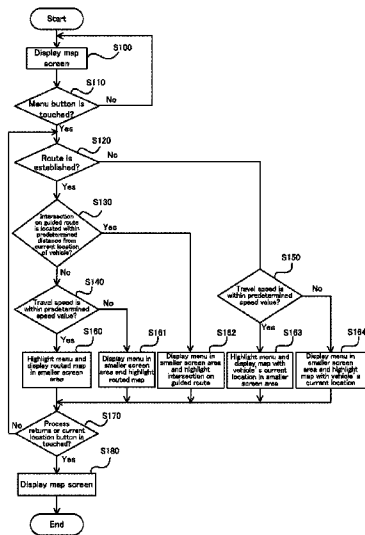 Start
S100
Display map
screen
S110
Menu button is
touched?
No
Yes
S120
Route is
established?
No
Yes
S130
Intersection
on guided route
is located within
predetermined
distance from
current location
of vehicle?
Yes
No
S140
Travel speed is
within predetermined
speed value?
No
Yes
S150
Travel speed is
within predetermined
speed value?
No
Yes
S160
Highlight menu and
display routed map
in smaller screen
area
S161
Display menu in
smaller screen
area and highlight
routed map
S162
Display menu in smaller
screen area and
highlight intersection on
guided route
S163
Highlight menu and
display map with
vehicle's current
location in smaller
screen area
S164
Display menu in smaller
screen area and highlight
map with vehicle's
current location
S170
Process
returns or current
location button is
touched?
No
Yes
S180
Display map screen
End